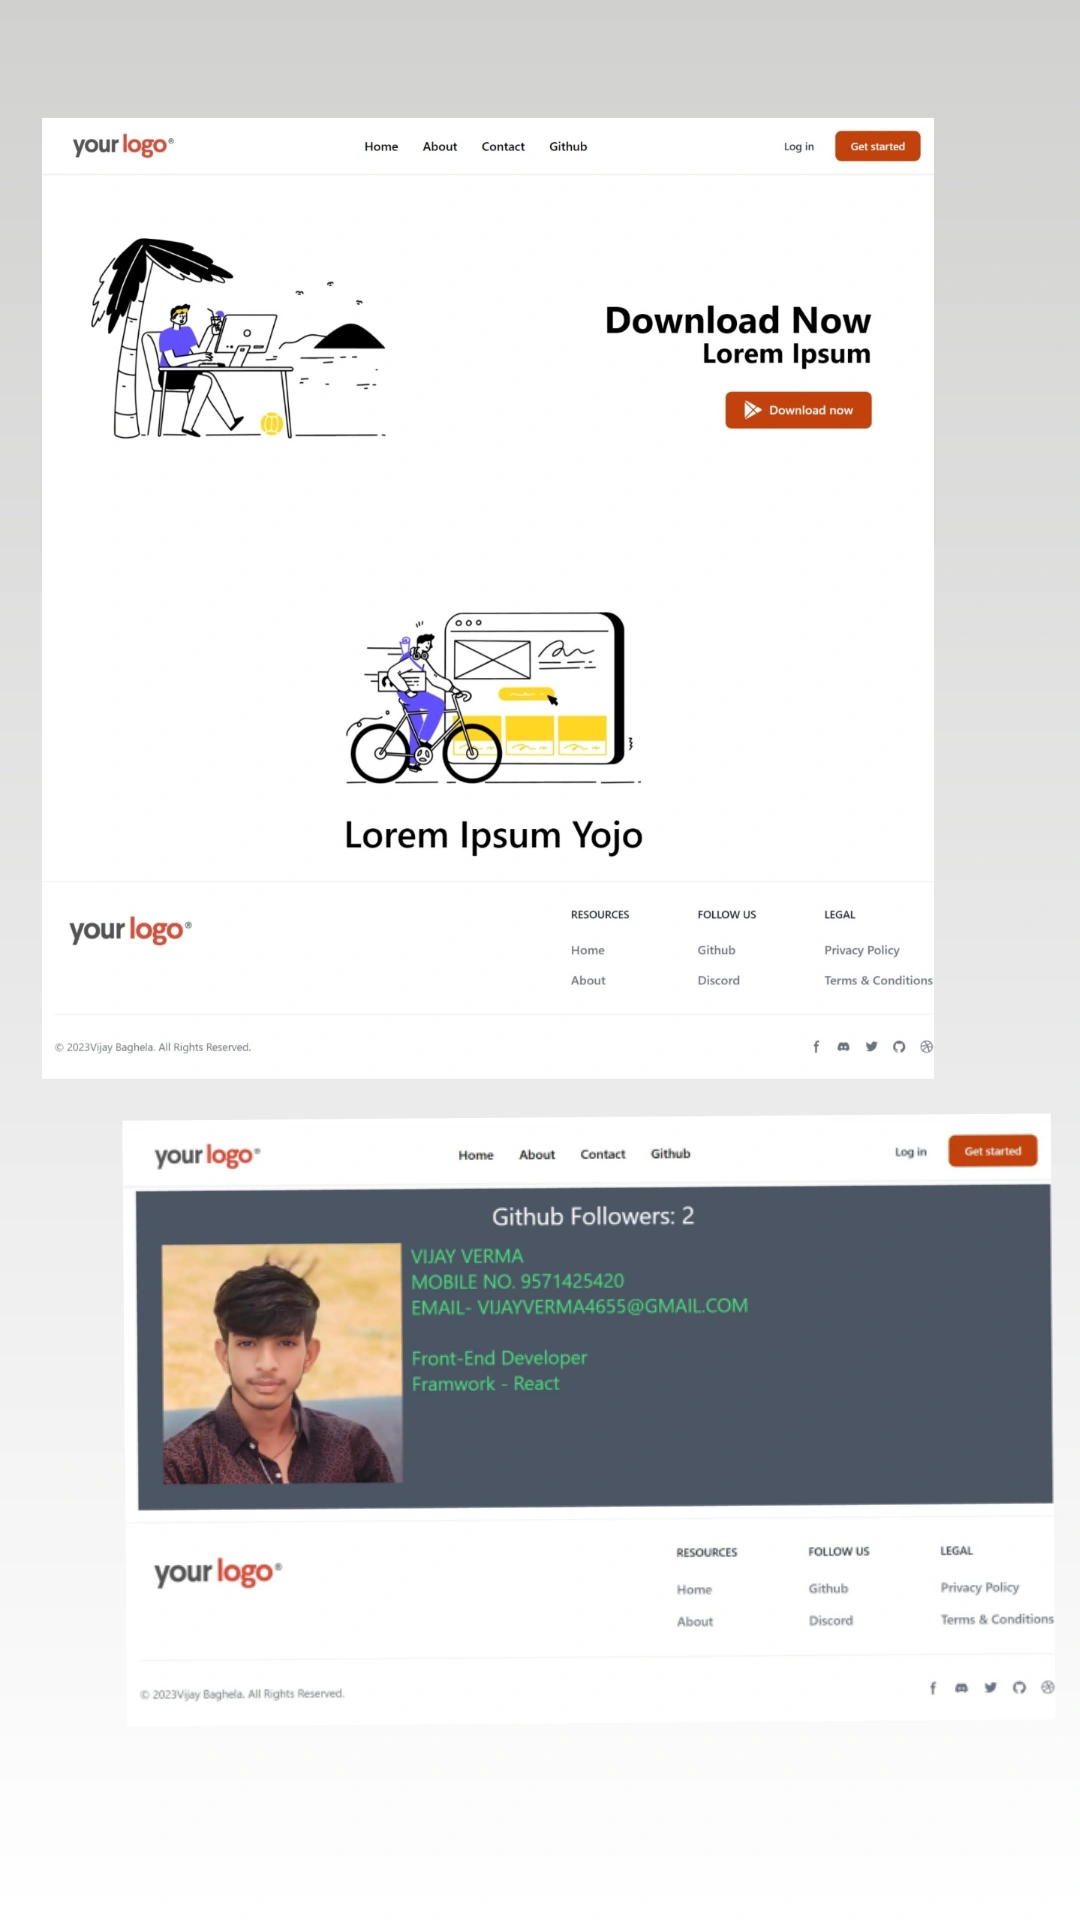 your logo®
Home About Contact Github
Log in Get started
Download Now
Lorem Ipsum
Download now
Lorem Ipsum Yojo
your logo®
RESOURCES FOLLOW US LEGAL
Home Github Privacy Policy
About Discord Terms & Conditions
© 2023Vijay Baghela. All Rights Reserved.
your logo®
Home About Contact Github
Log in Get started
Github Followers: 2
VIJAY VERMA
MOBILE NO. 9571425420
EMAIL- VIJAYVERMA4655@GMAIL.COM
Front-End Developer
Framwork - React
your logo®
RESOURCES FOLLOW US LEGAL
Home Github Privacy Policy
About Discord Terms & Conditions
© 2023Vijay Baghela. All Rights Reserved.